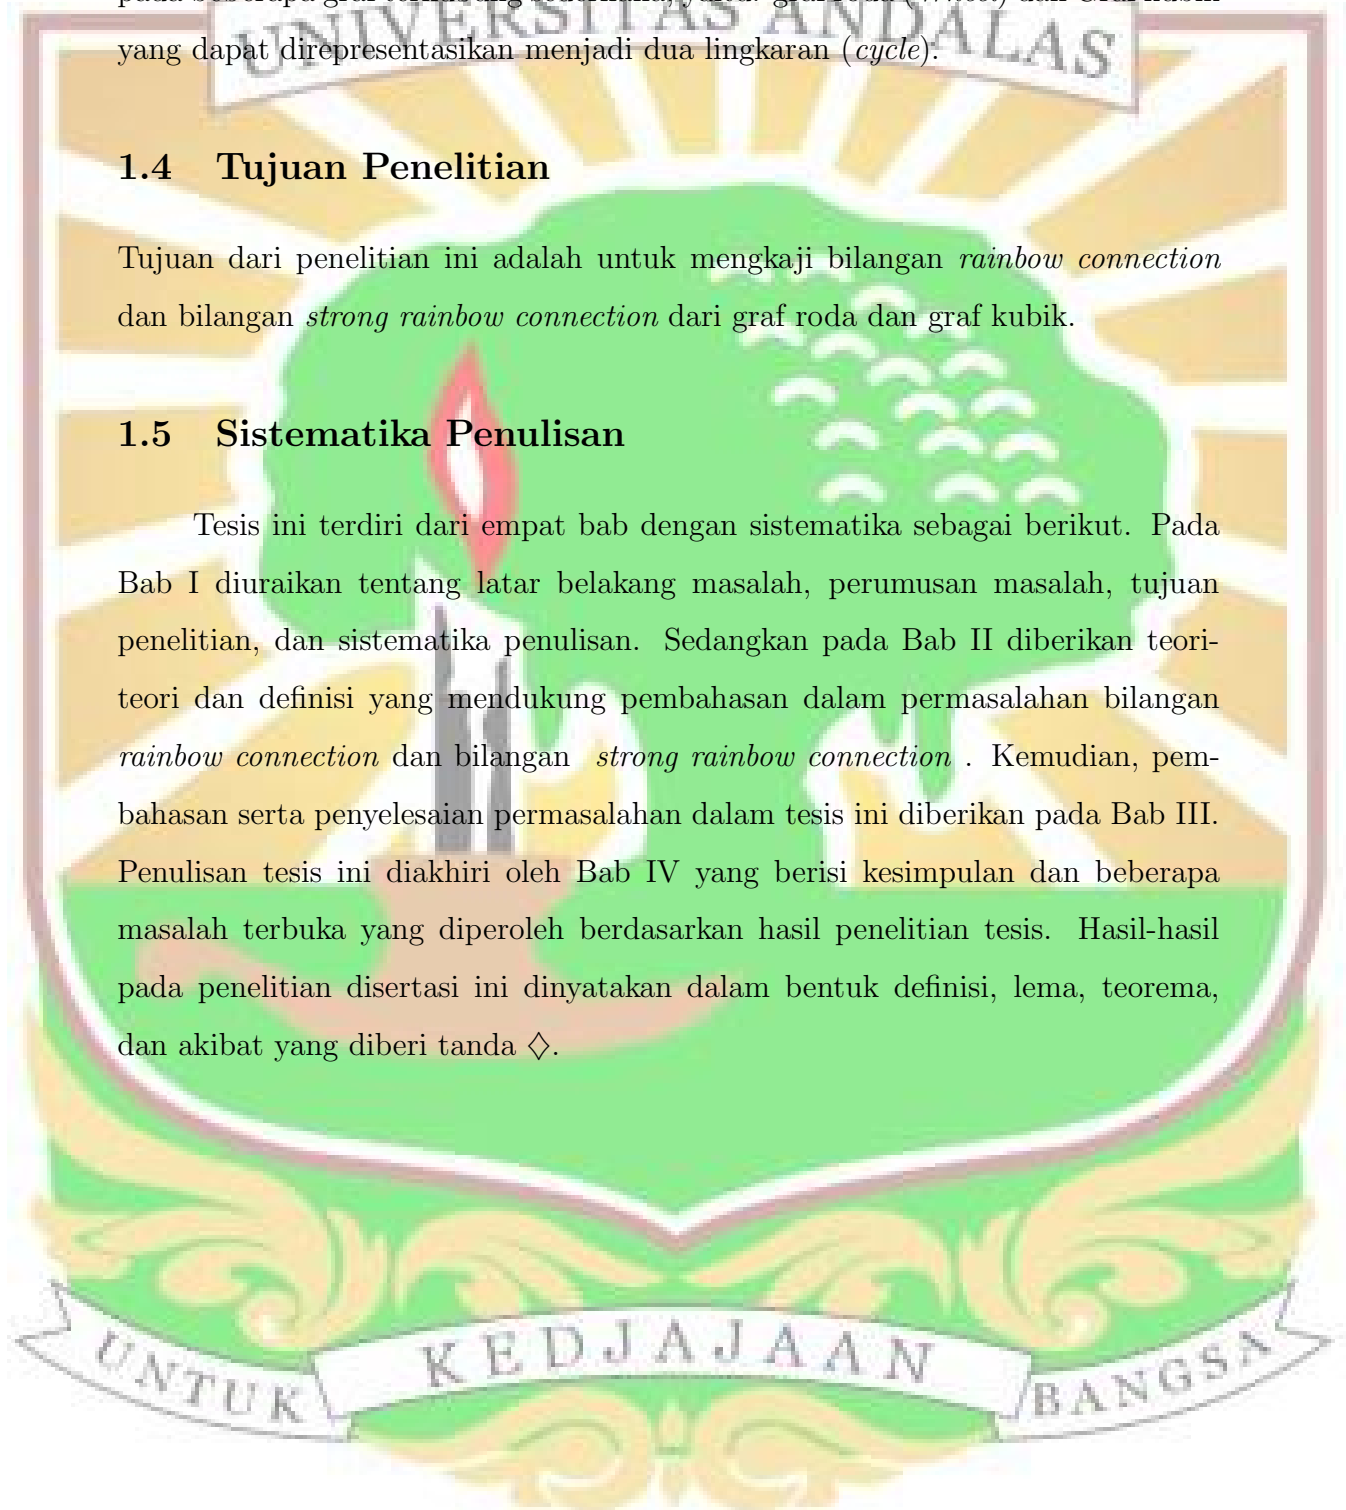 UNIVERSITAS ANDALAS
yang dapat direpresentasikan menjadi dua lingkaran (cycle).
1.4 Tujuan Penelitian
Tujuan dari penelitian ini adalah untuk mengkaji bilangan rainbow connection
dan bilangan strong rainbow connection dari graf roda dan graf kubik.
1.5 Sistematika Penulisan
Tesis ini terdiri dari empat bab dengan sistematika sebagai berikut. Pada
Bab I diuraikan tentang latar belakang masalah, perumusan masalah, tujuan
penelitian, dan sistematika penulisan. Sedangkan pada Bab II diberikan teori-
teori dan definisi yang mendukung pembahasan dalam permasalahan bilangan
rainbow connection dan bilangan strong rainbow connection . Kemudian, pem-
bahasan serta penyelesaian permasalahan dalam tesis ini diberikan pada Bab III.
Penulisan tesis ini diakhiri oleh Bab IV yang berisi kesimpulan dan beberapa
masalah terbuka yang diperoleh berdasarkan hasil penelitian tesis. Hasil-hasil
pada penelitian disertasi ini dinyatakan dalam bentuk definisi, lema, teorema,
dan akibat yang diberi tanda ♢.
UNTUK KEDJAJAAN BANGSA